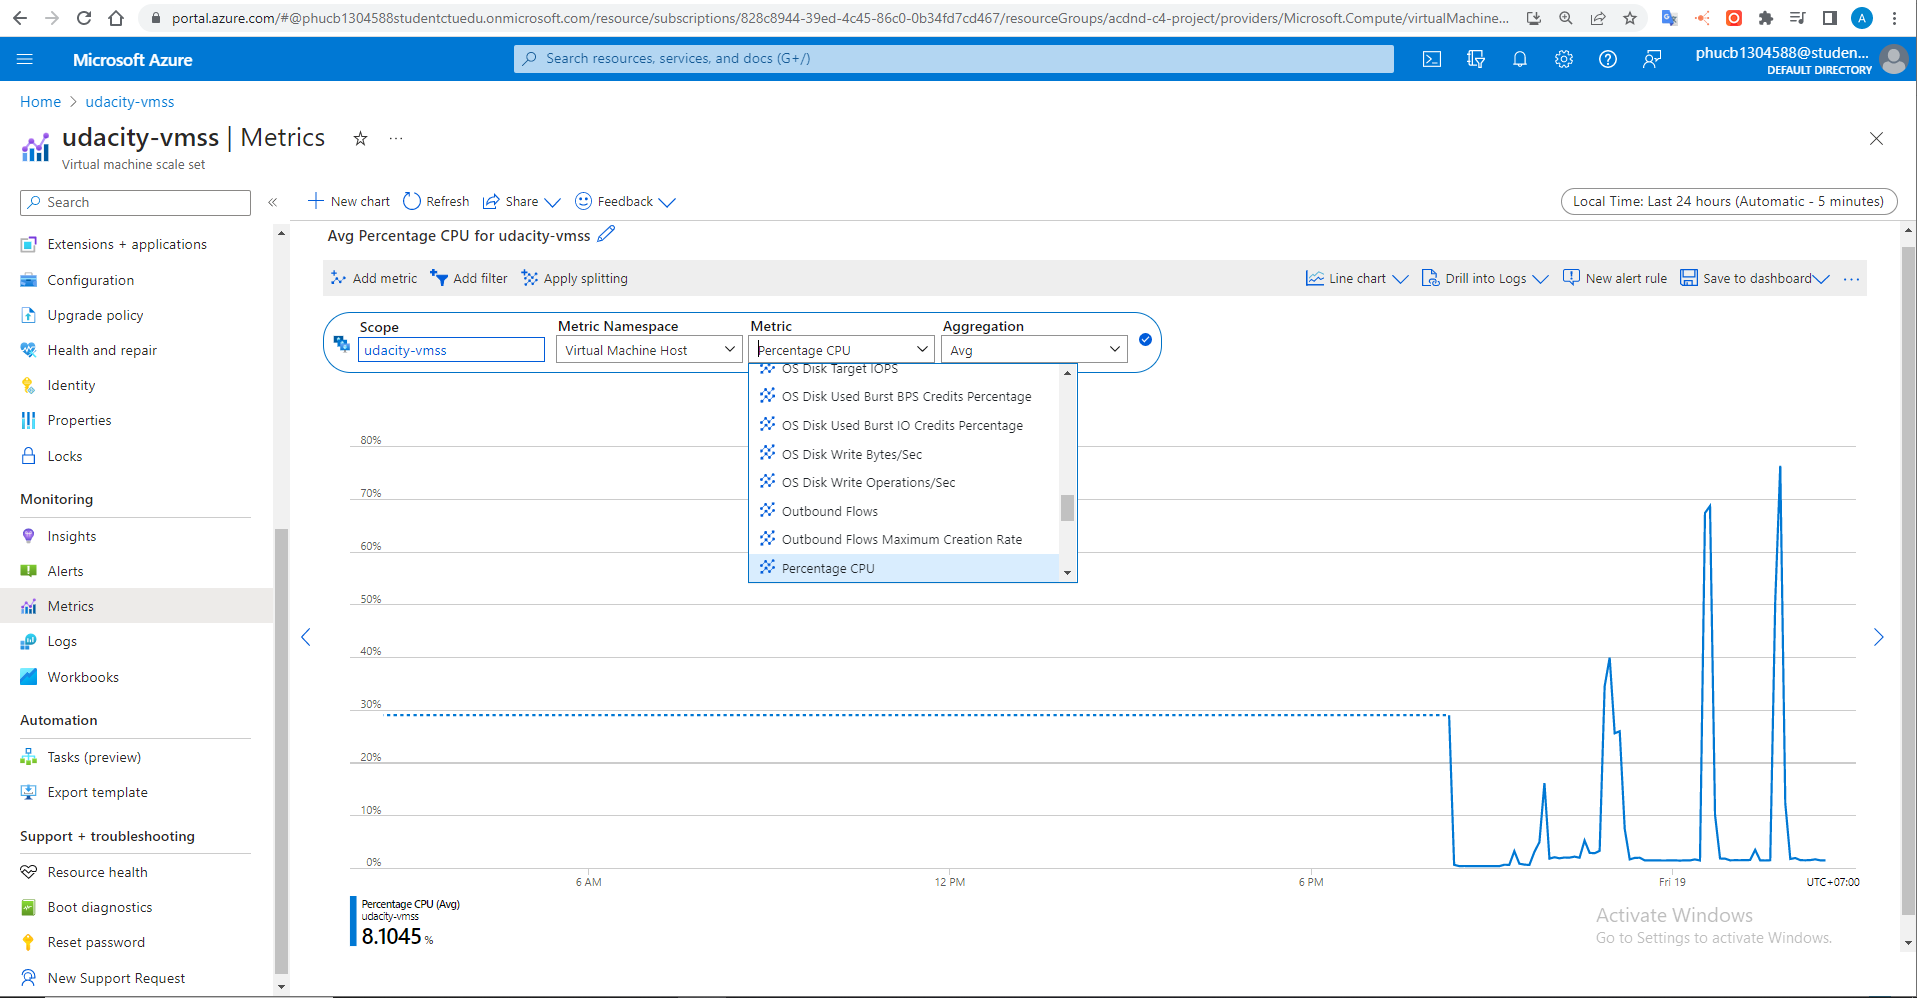 portal.azure.com/#@phucb1304588studentctuedu.onmicrosoft.com/resource/subscriptions/828c8944-39ed-4c45-86c0-0b34fd7cd467/resourceGroups/acdnd-c4-project/providers/Microsoft.Compute/virtualMachine...
A
Microsoft Azure
Search resources, services, and docs (G+/)
phucb1304588@studen...
DEFAULT DIRECTORY
Home > udacity-vmss
udacity-vmss | Metrics
Virtual machine scale set
Search
«
New chart
Refresh
Share
Feedback
Local Time: Last 24 hours (Automatic - 5 minutes)
Extensions + applications
Configuration
Upgrade policy
Health and repair
Identity
Properties
Locks
Monitoring
Insights
Alerts
Metrics
Logs
Workbooks
Automation
Tasks (preview)
Export template
Support + troubleshooting
Resource health
Boot diagnostics
Reset password
New Support Request
Avg Percentage CPU for udacity-vmss
Add metric
Add filter
Apply splitting
Line chart
Drill into Logs
New alert rule
Save to dashboard
Scope
udacity-vmss
Metric Namespace
Virtual Machine Host
Metric
Percentage CPU
Aggregation
Avg
OS Disk Target IOPS
OS Disk Used Burst BPS Credits Percentage
OS Disk Used Burst IO Credits Percentage
OS Disk Write Bytes/Sec
OS Disk Write Operations/Sec
Outbound Flows
Outbound Flows Maximum Creation Rate
Percentage CPU
80%
70%
60%
50%
40%
30%
20%
10%
0%
6 AM
12 PM
6 PM
Fri 19
UTC+07:00
Percentage CPU (Avg)
udacity-vmss
8.1045 %
Activate Windows
Go to Settings to activate Windows.